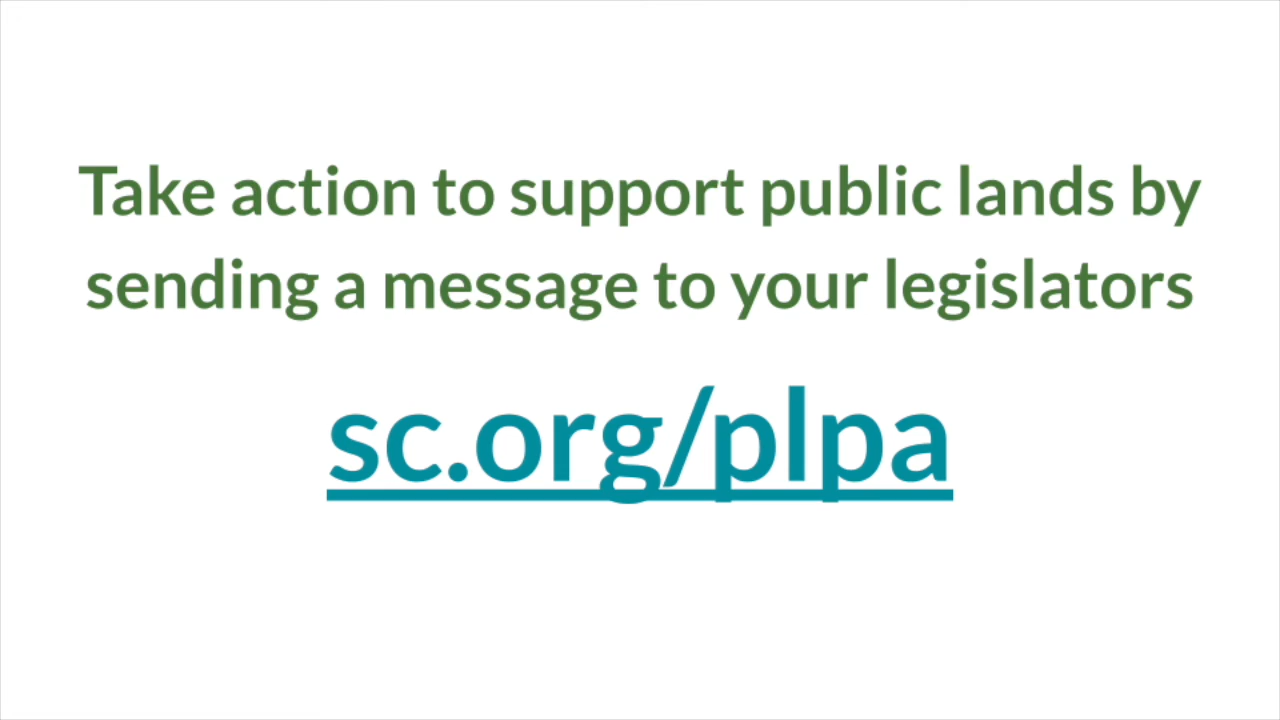 Take action to support public lands by
sending a message to your legislators
sc.org/plpa